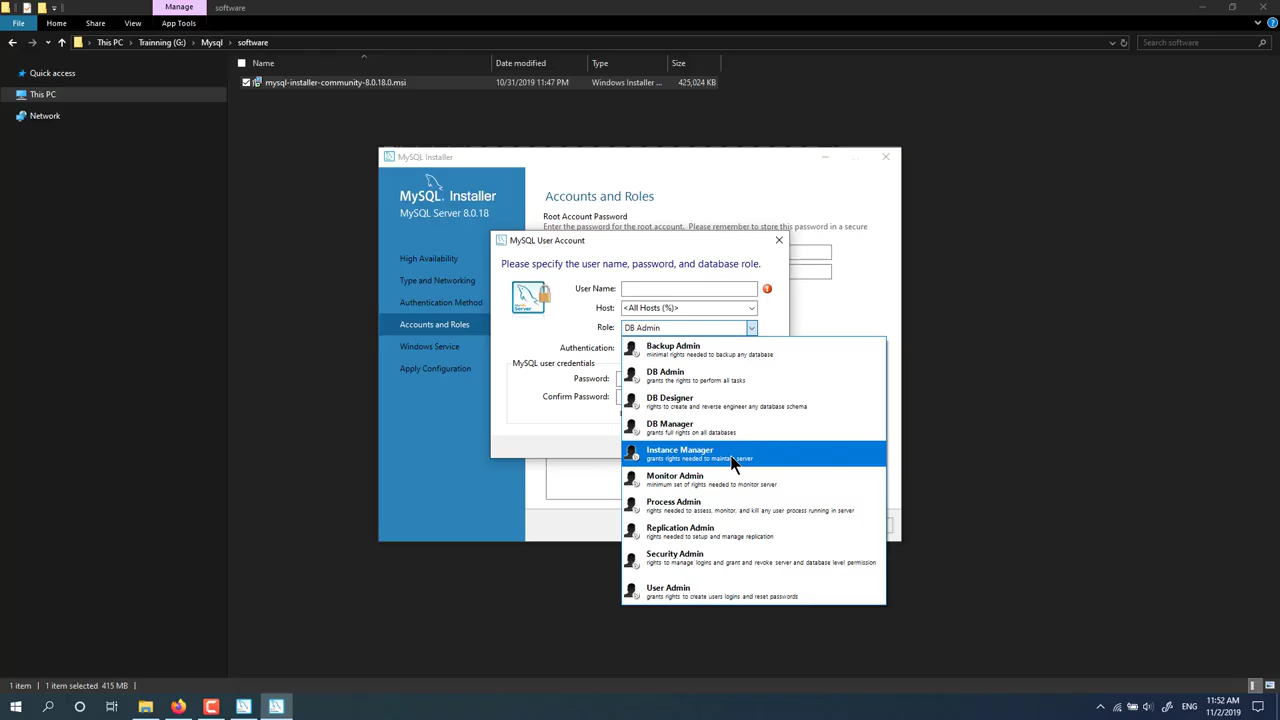 Manage
software
File
Home
Share
View
App Tools
This PC
Trainning (G:)
Mysql
software
Search software
Quick access
This PC
Network
Name
Date modified
Type
Size
mysql-installer-community-8.0.18.0.msi
10/31/2019 11:47 PM
Windows Installer ...
425,024 KB
MySQL Installer
MySQL. Installer
MySQL Server 8.0.18
High Availability
Type and Networking
Authentication Method
Accounts and Roles
Windows Service
Apply Configuration
Accounts and Roles
Root Account Password
Enter the password for the root account. Please remember to store this password in a secure
MySQL User Account
Please specify the user name, password, and database role.
MySQL
Server
User Name:
Host:
<All Hosts (%)>
Role:
DB Admin
Authentication:
MySQL user credentials
Password:
Confirm Password:
Backup Admin
minimal rights needed to backup any database
DB Admin
grants the rights to perform all tasks
DB Designer
rights to create and reverse engineer any database schema
DB Manager
grants full rights on all databases
Instance Manager
grants rights needed to maintain server
Monitor Admin
minimum set of rights needed to monitor server
Process Admin
rights needed to assess, monitor, and kill any user process running in server
Replication Admin
rights needed to setup and manage replication
Security Admin
rights to manage logins and grant and revoke server and database level permission
User Admin
grants rights to create users logins and reset passwords
1 item
1 item selected 415 MB
ENG
11:52 AM
11/2/2019